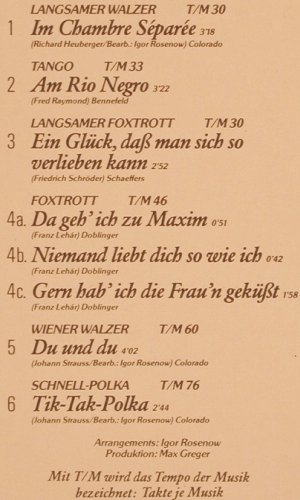 LANGSAMER WALZER T/M 30
1 Im Chambre Séparée 3'18
(Richard Heuberger/Bearb.: Igor Rosenow) Colorado
TANGO T/M 33
2 Am Rio Negro 3'22
(Fred Raymond) Bennefeld
LANGSAMER FOXTROTT T/M 30
3 Ein Glück, daß man sich so
verlieben kann 2'52
(Friedrich Schröder) Schaeffers
FOXTROTT T/M 46
4a. Da geh' ich zu Maxim 0'51
(Franz Lehár) Doblinger
4b. Niemand liebt dich so wie ich 0'42
(Franz Lehár) Doblinger
4c. Gern hab' ich die Frau'n geküßt 1'58
(Franz Lehár) Doblinger
WIENER WALZER T/M 60
5 Du und du 4'02
(Johann Strauss/Bearb.: Igor Rosenow) Colorado
SCHNELL-POLKA T/M 76
6 Tik-Tak-Polka 2'44
(Johann Strauss/Bearb.: Igor Rosenow) Colorado
Arrangements: Igor Rosenow
Produktion: Max Greger
Mit T/M wird das Tempo der Musik
bezeichnet: Takte je Musik